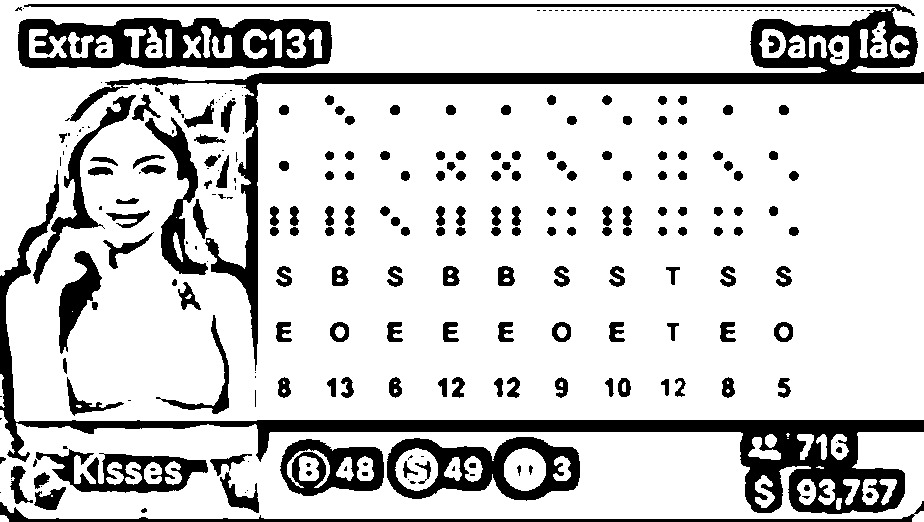 Extra Tài xỉu C131
Đang lắc
S B S B B S S T S S
E O E E E O E T E O
8 13 6 12 12 9 10 12 8 5
Kisses
B 48 S 49 3
716
$ 93,757